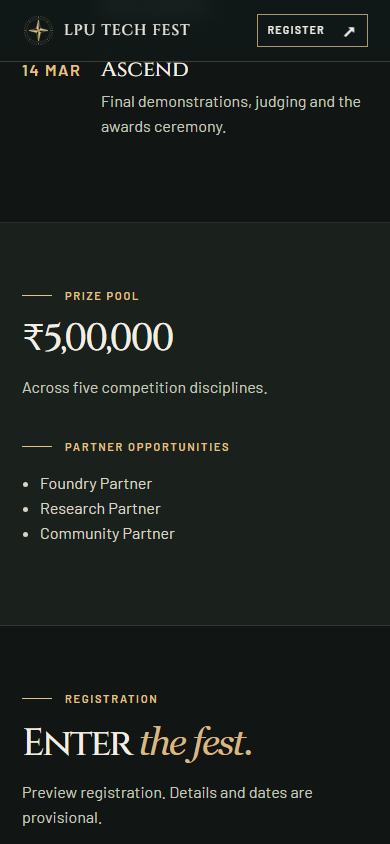 LPU TECH FEST
REGISTER ↗
14 MAR
ASCEND
Final demonstrations, judging and the
awards ceremony.
PRIZE POOL
₹5,00,000
Across five competition disciplines.
PARTNER OPPORTUNITIES
• Foundry Partner
• Research Partner
• Community Partner
REGISTRATION
ENTER the fest.
Preview registration. Details and dates are
provisional.